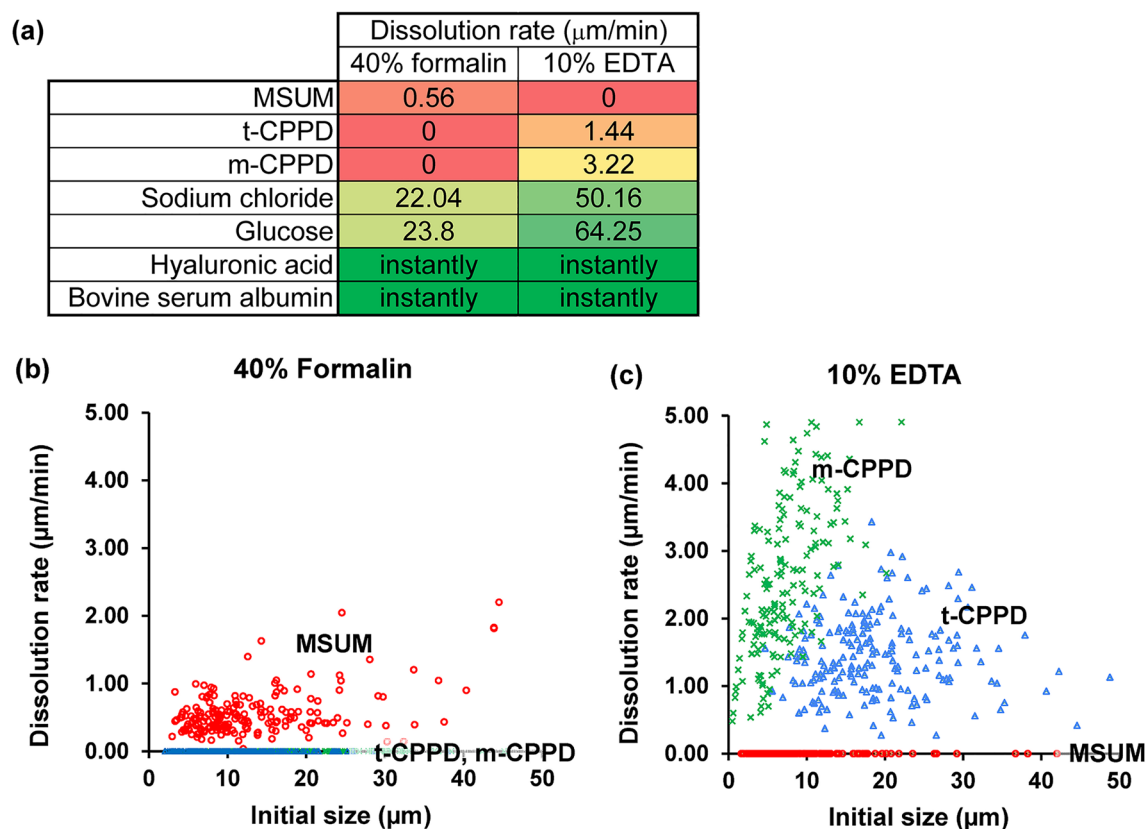 (a)
Dissolution rate (μm/min)
40% formalin 10% EDTA
MSUM 0.56 0
t-CPPD 0 1.44
m-CPPD 0 3.22
Sodium chloride 22.04 50.16
Glucose 23.8 64.25
Hyaluronic acid instantly instantly
Bovine serum albumin instantly instantly
(b)
40% Formalin
Dissolution rate (μm/min)
5.00
4.00
3.00
2.00
1.00
0.00
MSUM
t-CPPD, m-CPPD
0 10 20 30 40 50
Initial size (μm)
(c)
10% EDTA
Dissolution rate (μm/min)
5.00
4.00
3.00
2.00
1.00
0.00
m-CPPD
t-CPPD
MSUM
0 10 20 30 40 50
Initial size (μm)